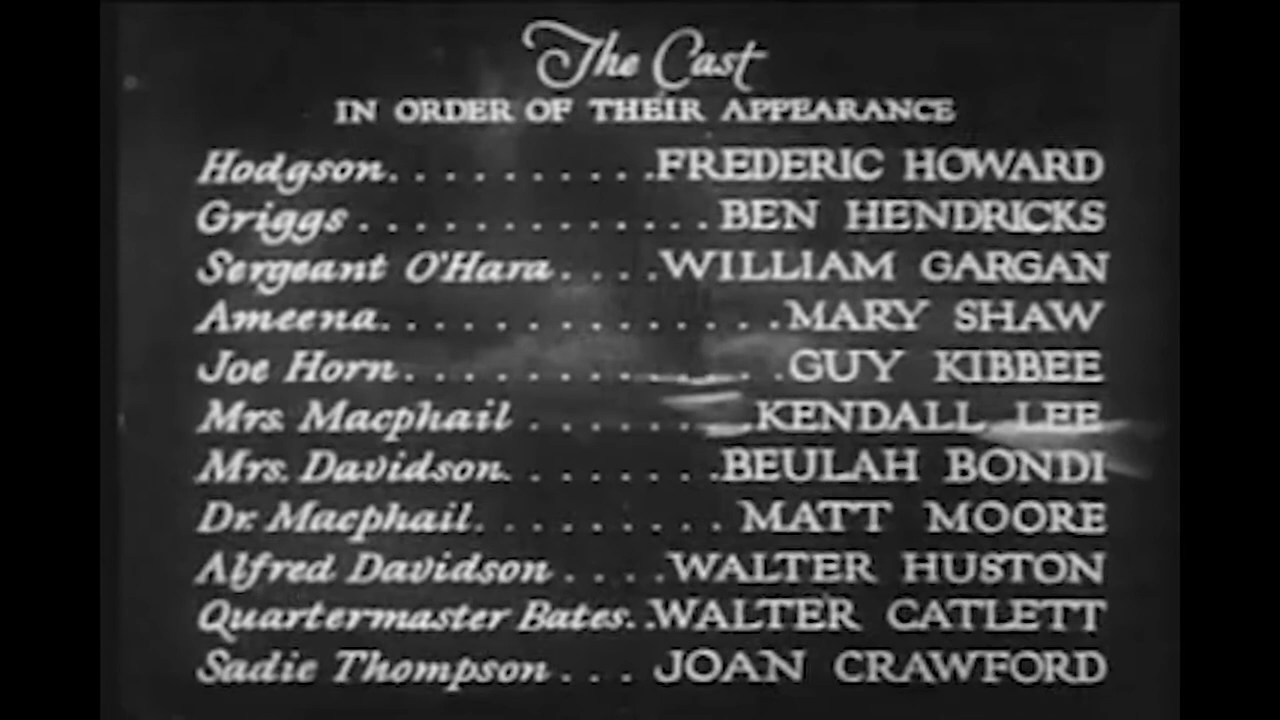 The Cast
IN ORDER OF THEIR APPEARANCE
Hodgson..........FREDERIC HOWARD
Griggs.............BEN HENDRICKS
Sergeant O'Hara....WILLIAM GARGAN
Ameena...............MARY SHAW
Joe Horn..............GUY KIBBEE
Mrs. Macphail........KENDALL LEE
Mrs. Davidson........BEULAH BONDI
Dr. Macphail.........MATT MOORE
Alfred Davidson....WALTER HUSTON
Quartermaster Bates..WALTER CATLETT
Sadie Thompson...JOAN CRAWFORD